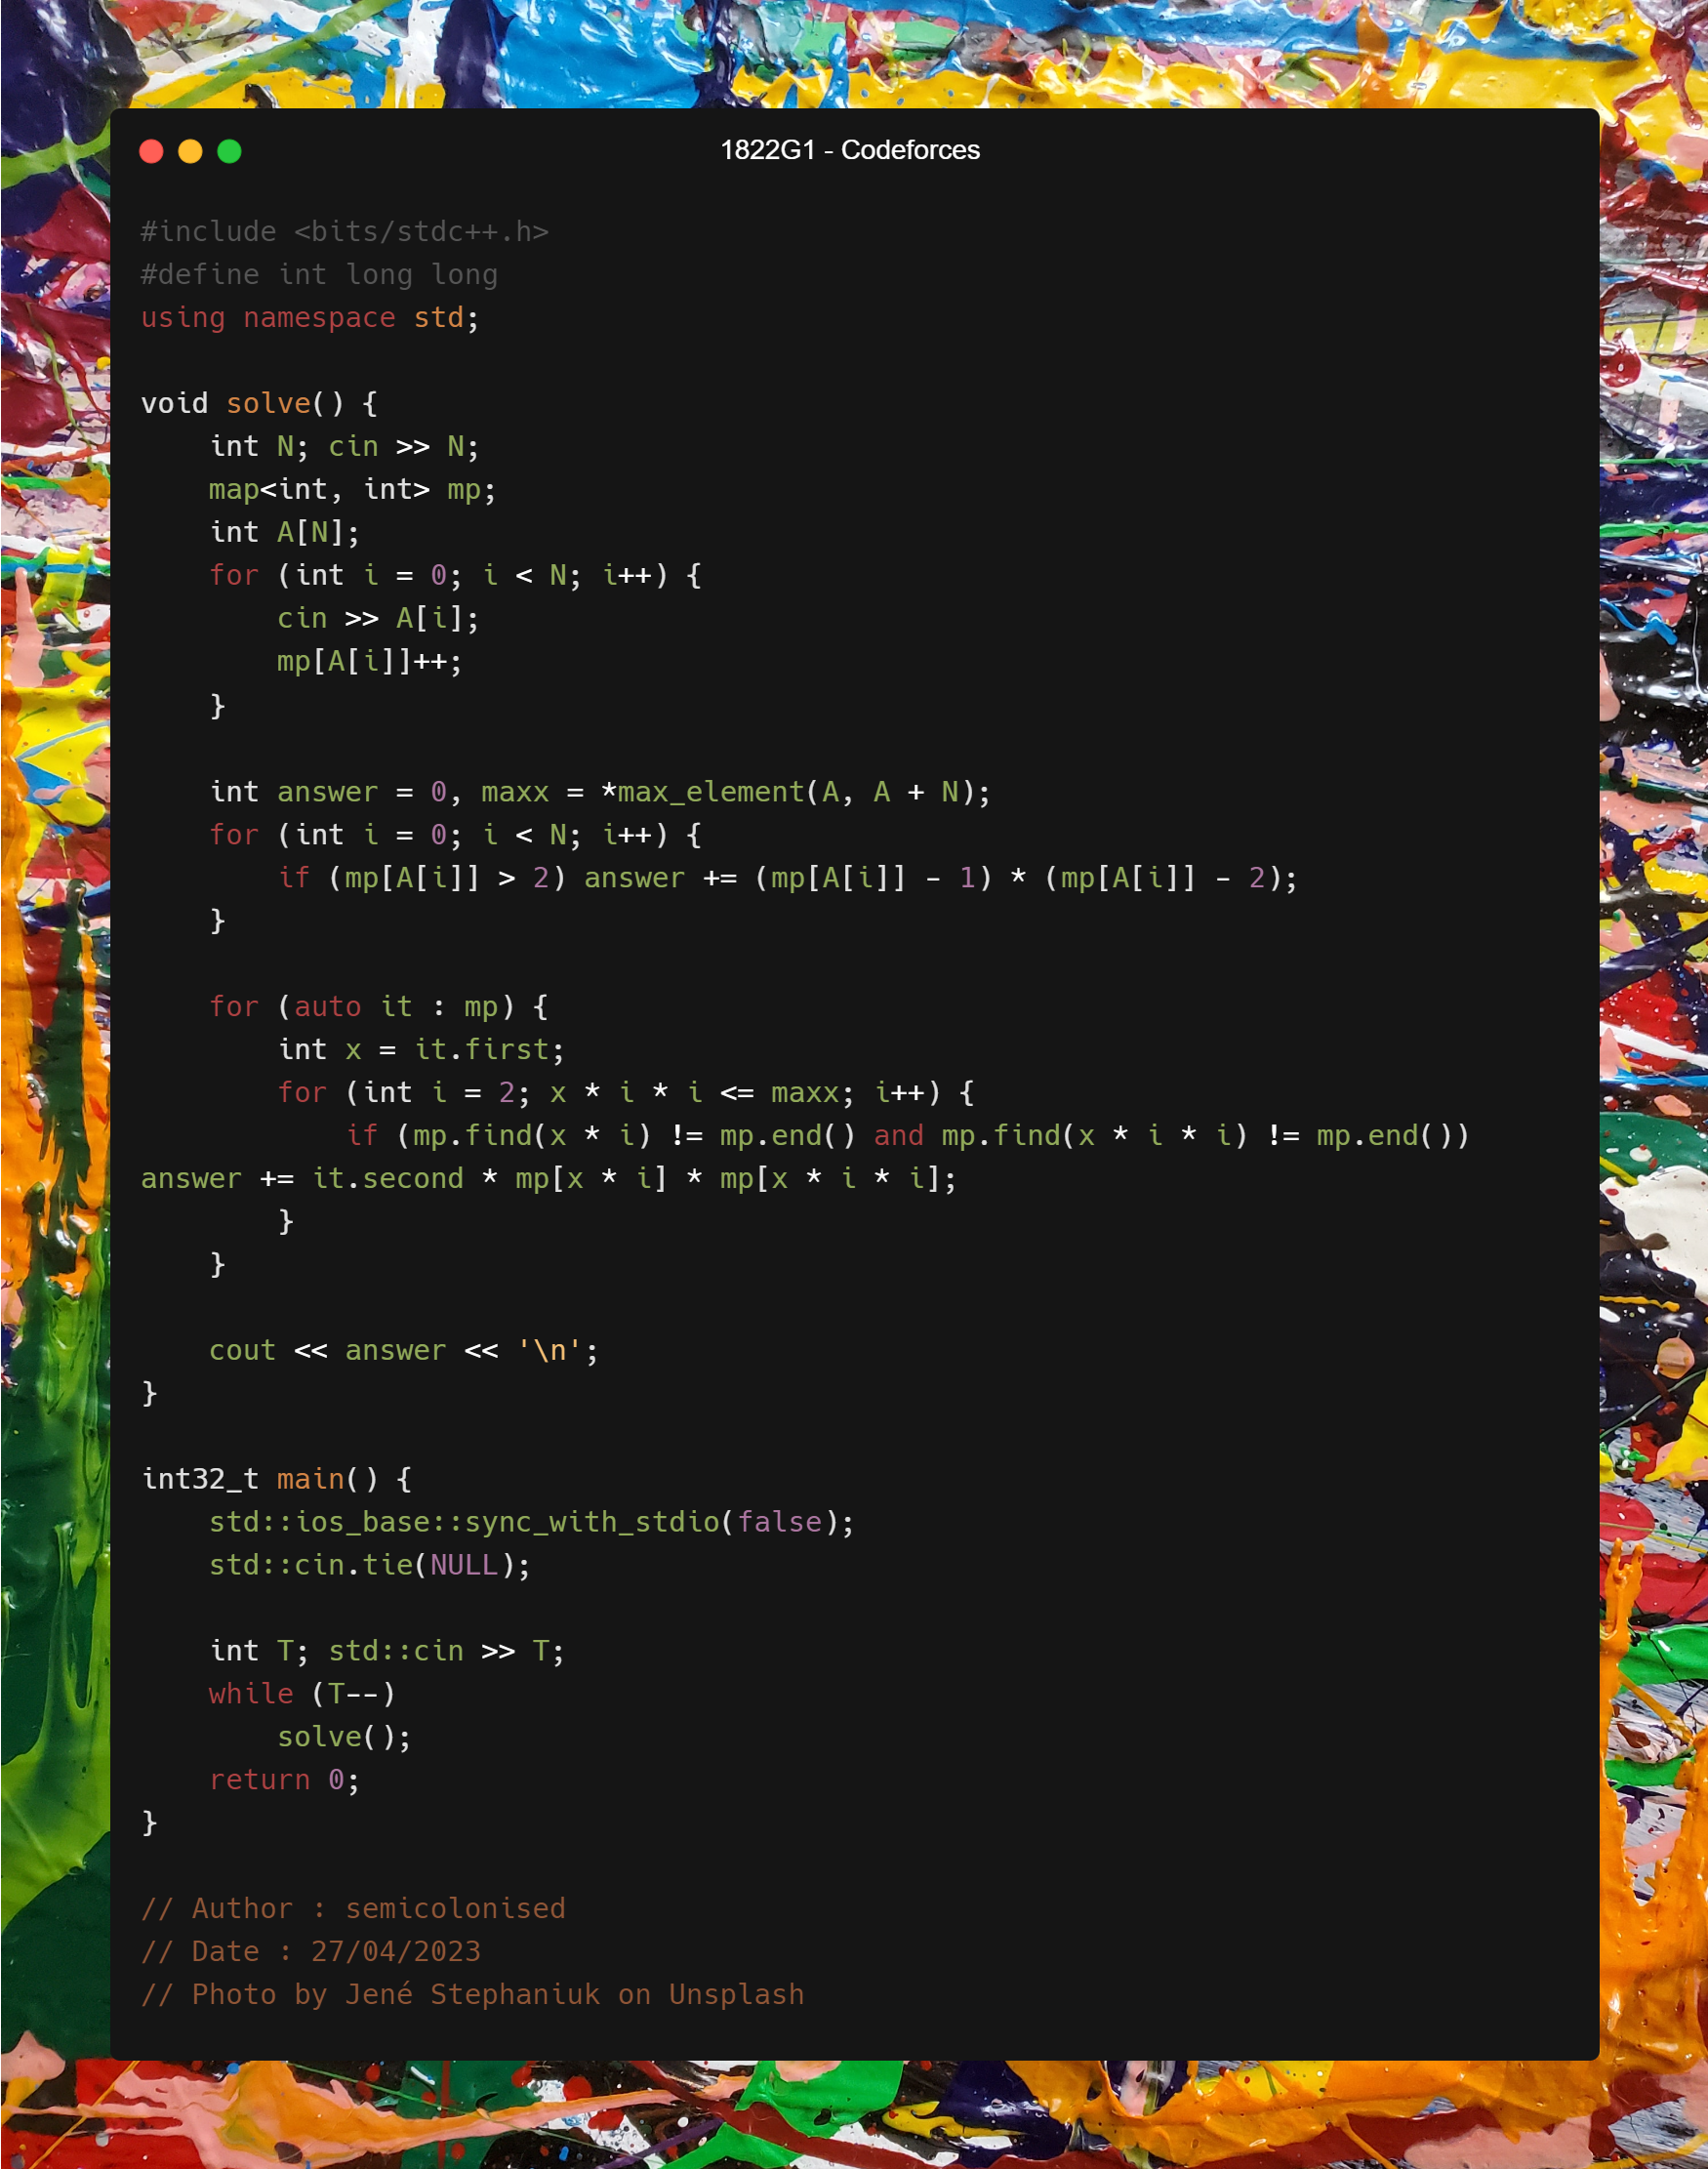 1822G1 - Codeforces
#include <bits/stdc++.h>
#define int long long
using namespace std;

void solve() {
    int N; cin >> N;
    map<int, int> mp;
    int A[N];
    for (int i = 0; i < N; i++) {
        cin >> A[i];
        mp[A[i]]++;
    }

    int answer = 0, maxx = *max_element(A, A + N);
    for (int i = 0; i < N; i++) {
        if (mp[A[i]] > 2) answer += (mp[A[i]] - 1) * (mp[A[i]] - 2);
    }

    for (auto it : mp) {
        int x = it.first;
        for (int i = 2; x * i * i <= maxx; i++) {
            if (mp.find(x * i) != mp.end() and mp.find(x * i * i) != mp.end())
answer += it.second * mp[x * i] * mp[x * i * i];
        }
    }

    cout << answer << '\n';
}

int32_t main() {
    std::ios_base::sync_with_stdio(false);
    std::cin.tie(NULL);

    int T; std::cin >> T;
    while (T--)
        solve();
    return 0;
}

// Author : semicolonised
// Date : 27/04/2023
// Photo by Jené Stephaniuk on Unsplash